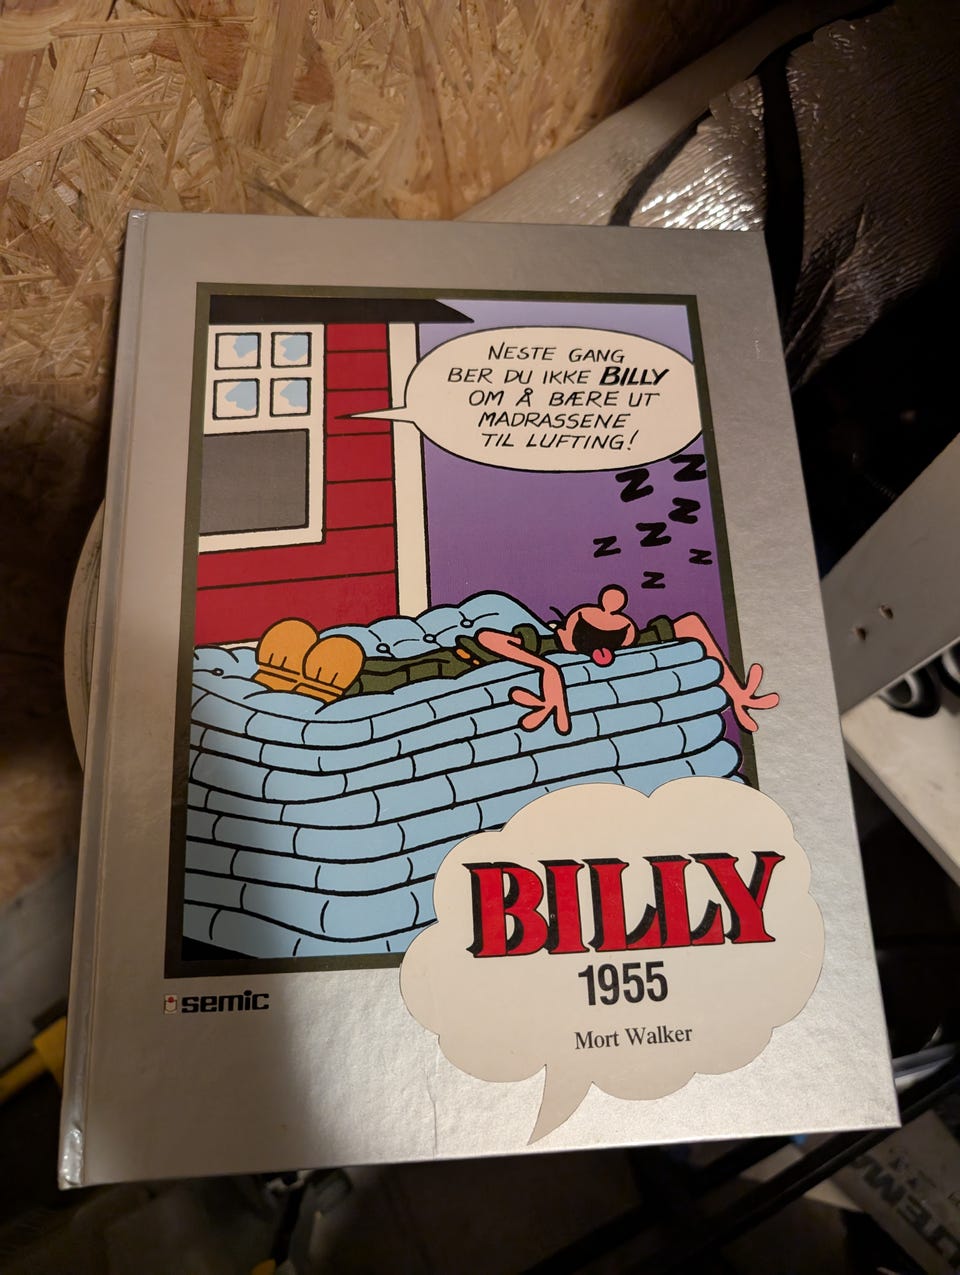 NESTE GANG
BER DU IKKE BILLY
OM Å BÆRE UT
MADRASSENE
TIL LUFTING!
Z Z
Z
Z
Z Z
Z
BILLY
1955
Mort Walker
semic